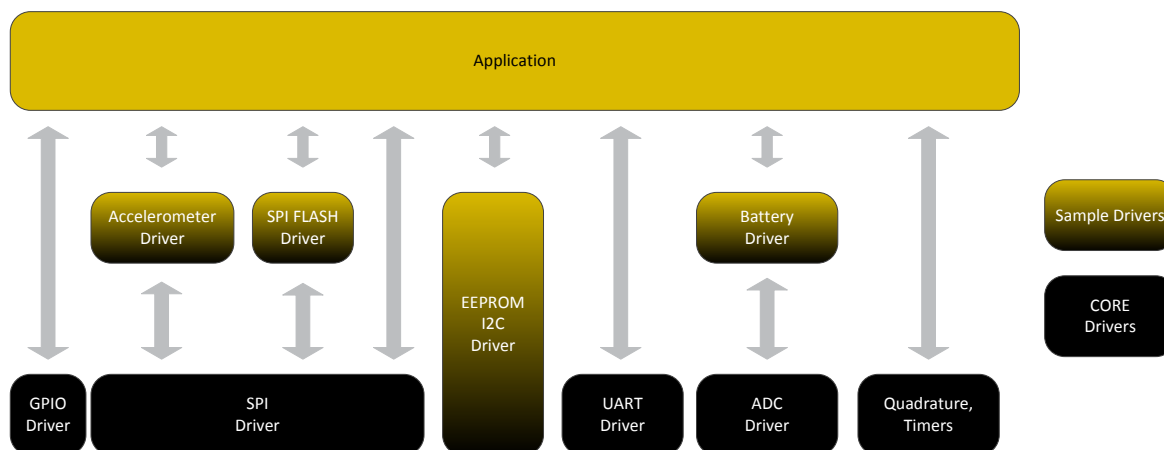 Application
Accelerometer
Driver
SPI FLASH
Driver
EEPROM
I2C
Driver
Battery
Driver
GPIO
Driver
SPI
Driver
UART
Driver
ADC
Driver
Quadrature,
Timers
Sample Drivers
CORE
Drivers